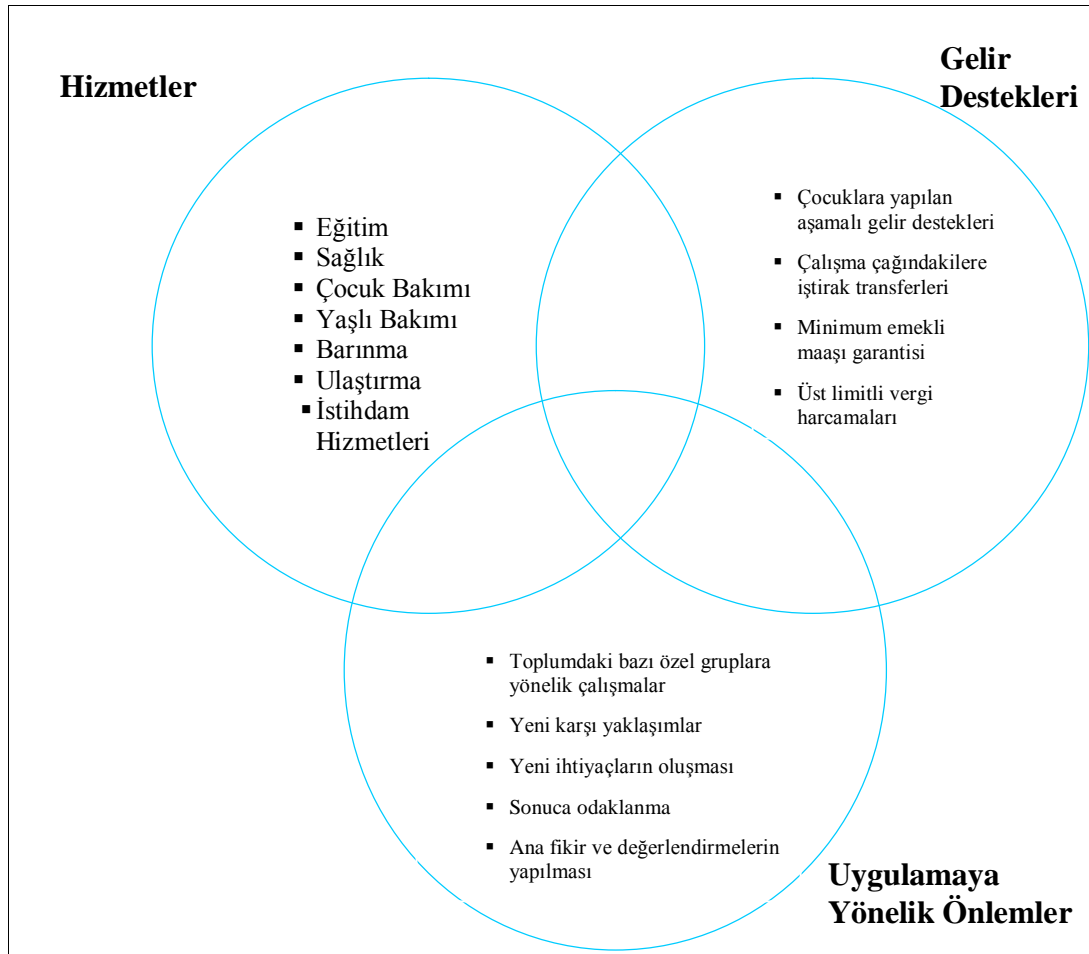 Hizmetler
Gelir
Destekleri
▪ Eğitim
▪ Sağlık
▪ Çocuk Bakımı
▪ Yaşlı Bakımı
▪ Barınma
▪ Ulaştırma
▪ İstihdam
Hizmetleri
▪ Çocuklara yapılan
aşamalı gelir destekleri
▪ Çalışma çağındakilere
iştirak transferleri
▪ Minimum emekli
maaşı garantisi
▪ Üst limitli vergi
harcamaları
▪ Toplumdaki bazı özel gruplara
yönelik çalışmalar
▪ Yeni karşı yaklaşımlar
▪ Yeni ihtiyaçların oluşması
▪ Sonuca odaklanma
▪ Ana fikir ve değerlendirmelerin
yapılması
Uygulamaya
Yönelik Önlemler